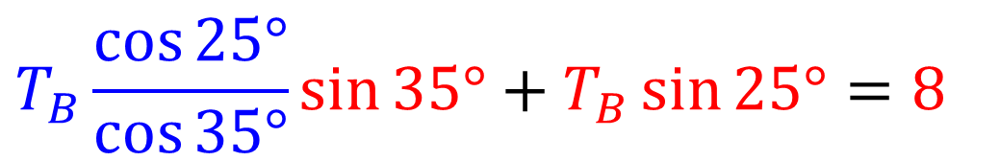 T_B cos 25° / cos 35° sin 35° + T_B sin 25° = 8